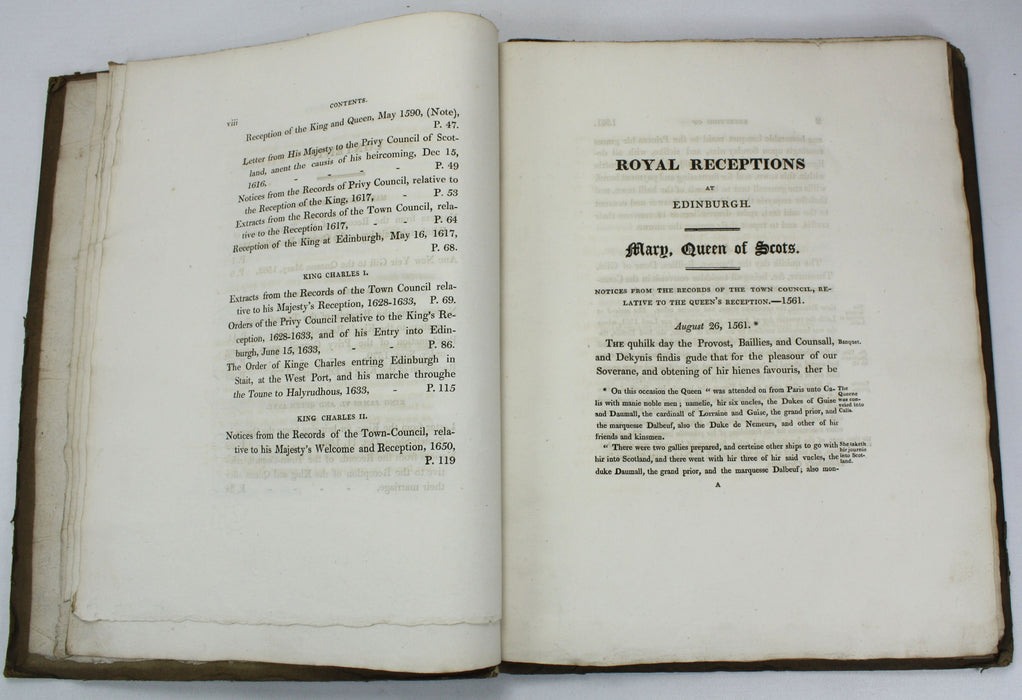 CONTENTS.
viii
Reception of the King and Queen, May 1590, (Note),
P. 47.
Letter from His Majesty to the Privy Council of Scot-
land, anent the causis of his heircoming, Dec 15,
1616, - - - - P. 49
Notices from the Records of Privy Council, relative to
the Reception of the King, 1617, - P. 53
Extracts from the Records of the Town Council, rela-
tive to the Reception 1617, - - P. 64
Reception of the King at Edinburgh, May 16, 1617,
P. 68.
KING CHARLES I.
Extracts from the Records of the Town Council rela-
tive to his Majesty's Reception, 1628-1633, P. 69.
Orders of the Privy Council relative to the King's Re-
ception, 1628-1633, and of his Entry into Edin-
burgh, June 15, 1633, - - P. 86.
The Order of Kinge Charles entring Edinburgh in
Stait, at the West Port, and his marche throughe
the Toune to Halyrudhous, 1633, - P. 115
KING CHARLES II.
Notices from the Records of the Town-Council, rela-
tive to his Majesty's Welcome and Reception, 1650,
P. 119
ROYAL RECEPTIONS
AT
EDINBURGH.
Mary, Queen of Scots.
NOTICES FROM THE RECORDS OF THE TOWN COUNCIL, RE-
LATIVE TO THE QUEEN'S RECEPTION.—1561.
August 26, 1561. *
THE quhilk day the Provost, Baillies, and Counsall, Banquet.
and Dekynis findis gude that for the pleasour of our
Soverane, and obtening of hir hienes favouris, ther be
* On this occasion the Queen " was attended on from Paris unto Ca-
lis with manie noble men; namelie, hir six uncles, the Dukes of Guise
and Daumall, the cardinall of Lorraine and Guise, the grand prior, and
the marquesse Dalbeuf, also the Duke de Nemeurs, and other of hir
friends and kinsmen.
The
Queene
was con-
veied into
Calis.
" There were two gallies prepared, and certeine other ships to go with
hir into Scotland, and there went with hir three of hir said vncles, the
duke Daumall, the grand prior, and the marquesse Dalbeuf; also mon-
She taketh
hir journie
into Scot-
land.
A